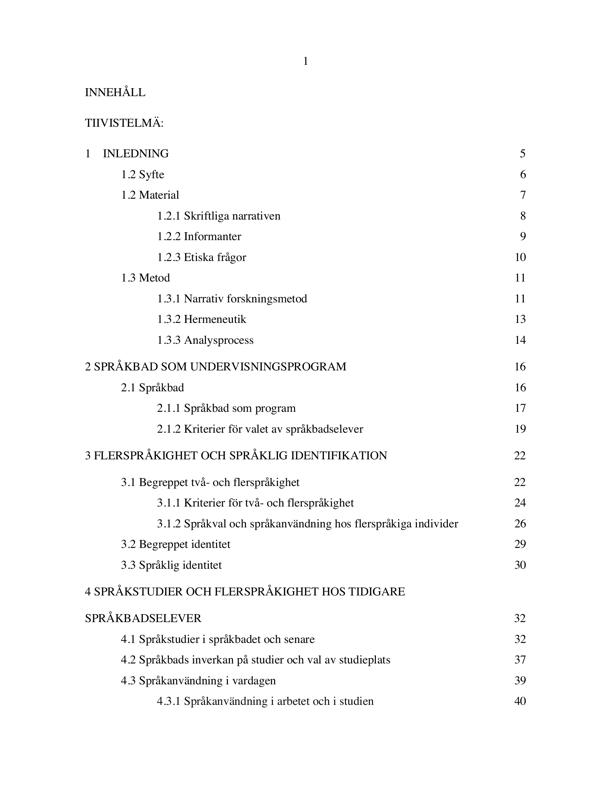 1
INNEHÅLL
TIIVISTELMÄ:
1 INLEDNING 5
1.2 Syfte 6
1.2 Material 7
1.2.1 Skriftliga narrativen 8
1.2.2 Informanter 9
1.2.3 Etiska frågor 10
1.3 Metod 11
1.3.1 Narrativ forskningsmetod 11
1.3.2 Hermeneutik 13
1.3.3 Analysprocess 14
2 SPRÅKBAD SOM UNDERVISNINGSPROGRAM 16
2.1 Språkbad 16
2.1.1 Språkbad som program 17
2.1.2 Kriterier för valet av språkbadselever 19
3 FLERSPRÅKIGHET OCH SPRÅKLIG IDENTIFIKATION 22
3.1 Begreppet två- och flerspråkighet 22
3.1.1 Kriterier för två- och flerspråkighet 24
3.1.2 Språkval och språkanvändning hos flerspråkiga individer 26
3.2 Begreppet identitet 29
3.3 Språklig identitet 30
4 SPRÅKSTUDIER OCH FLERSPRÅKIGHET HOS TIDIGARE
SPRÅKBADSELEVER 32
4.1 Språkstudier i språkbadet och senare 32
4.2 Språkbads inverkan på studier och val av studieplats 37
4.3 Språkanvändning i vardagen 39
4.3.1 Språkanvändning i arbetet och i studien 40